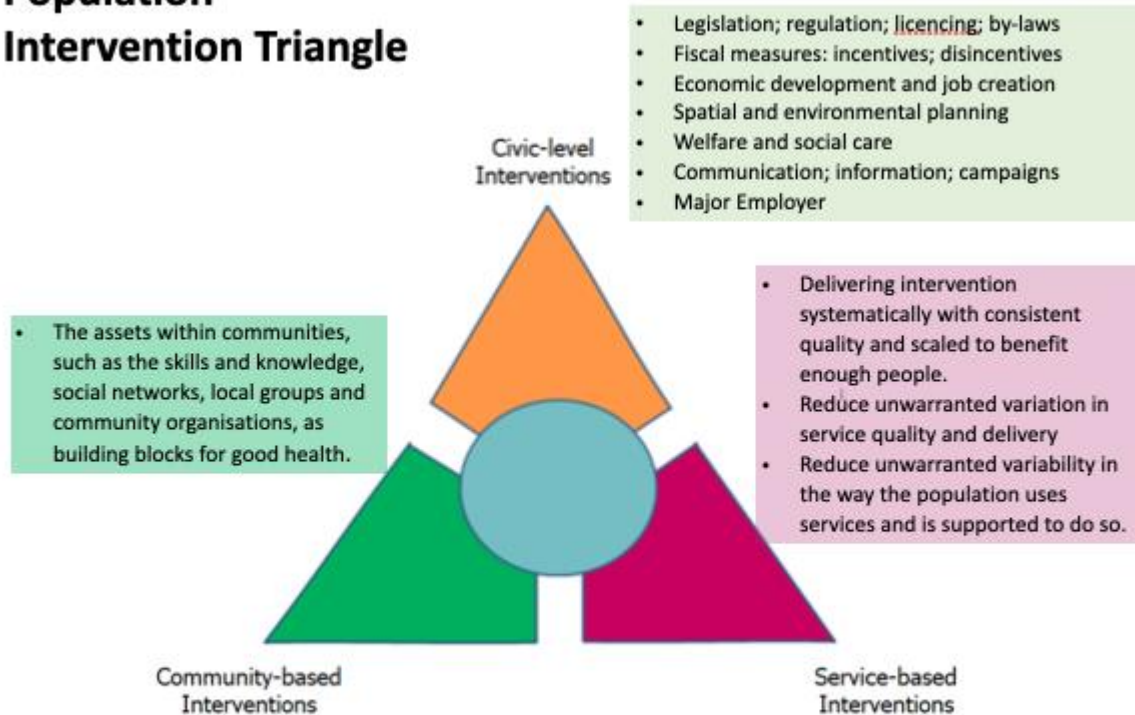 Population
Intervention Triangle
• Legislation; regulation; licencing; by-laws
• Fiscal measures: incentives; disincentives
• Economic development and job creation
• Spatial and environmental planning
• Welfare and social care
• Communication; information; campaigns
• Major Employer
Civic-level
Interventions
• The assets within communities,
such as the skills and knowledge,
social networks, local groups and
community organisations, as
building blocks for good health.
• Delivering intervention
systematically with consistent
quality and scaled to benefit
enough people.
• Reduce unwarranted variation in
service quality and delivery
• Reduce unwarranted variability in
the way the population uses
services and is supported to do so.
Community-based
Interventions
Service-based
Interventions